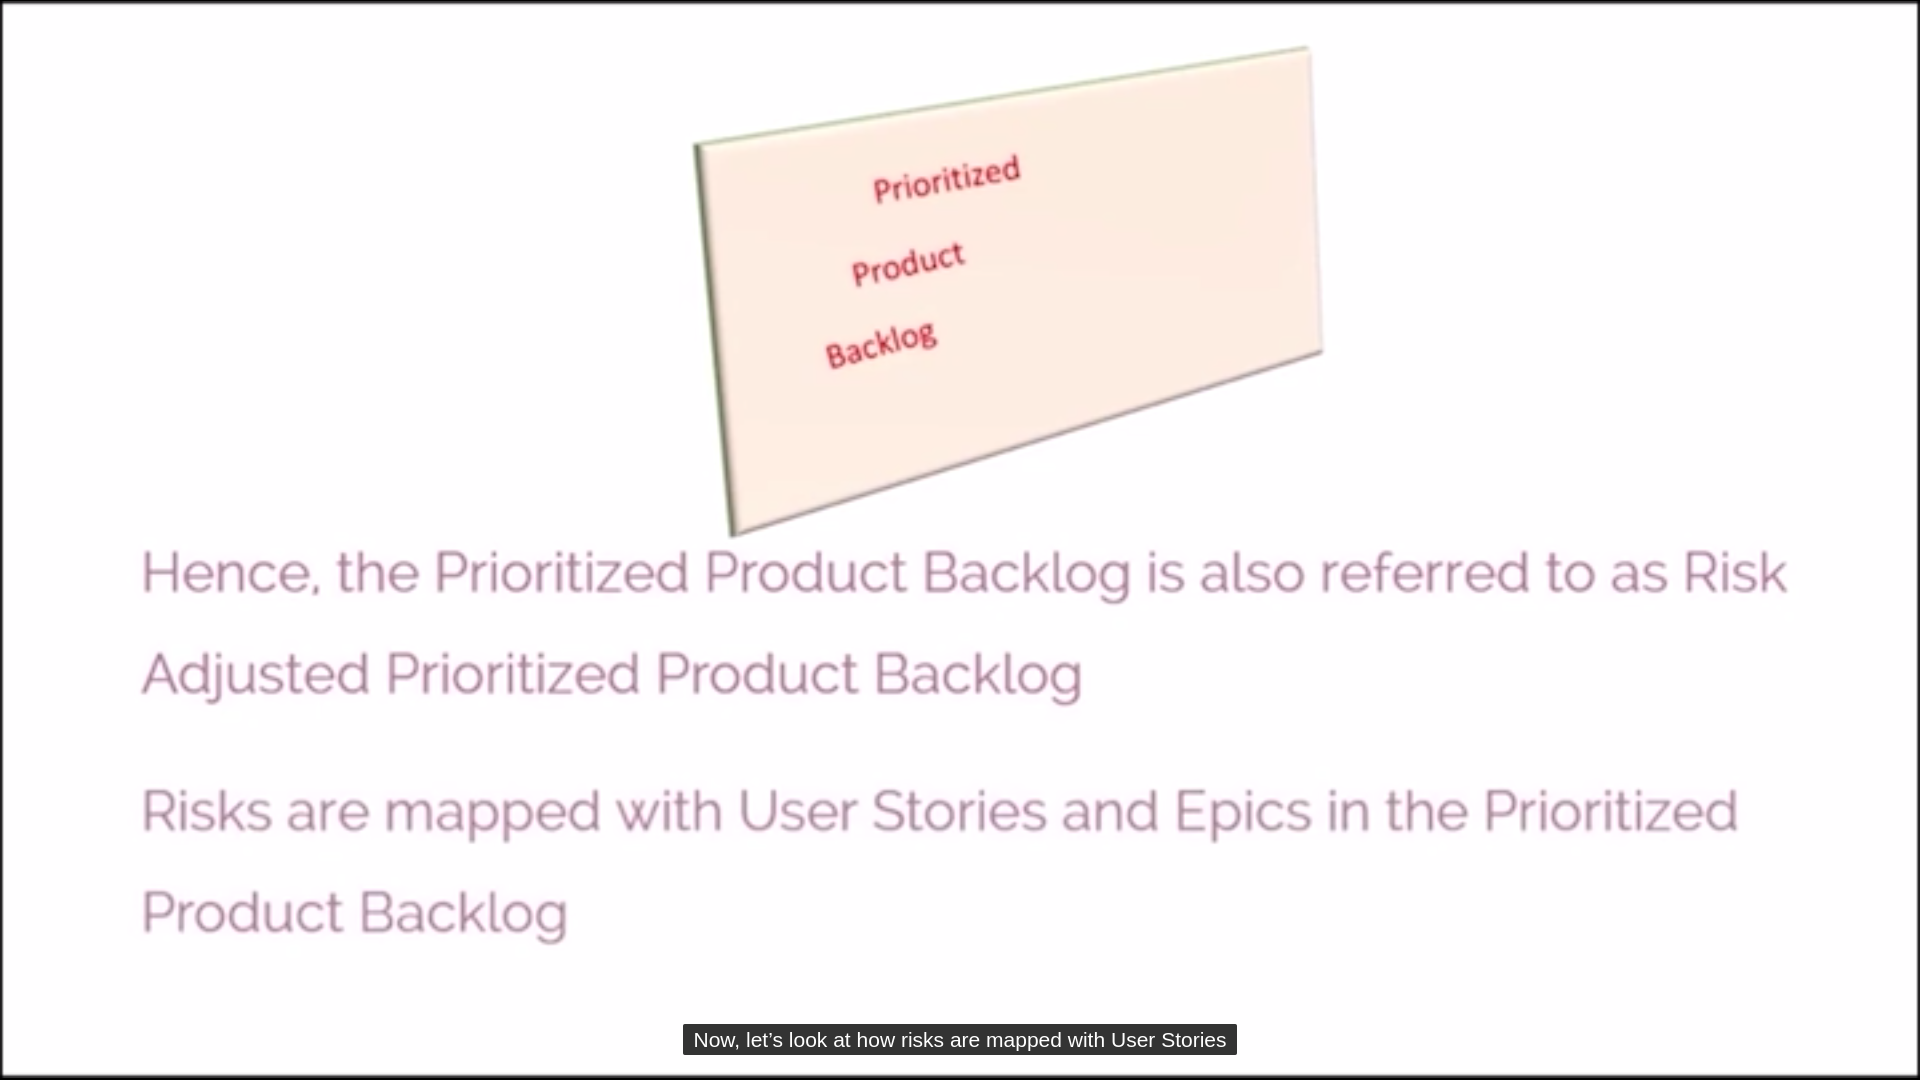 Prioritized
Product
Backlog
Hence, the Prioritized Product Backlog is also referred to as Risk
Adjusted Prioritized Product Backlog
Risks are mapped with User Stories and Epics in the Prioritized
Product Backlog
Now, let’s look at how risks are mapped with User Stories